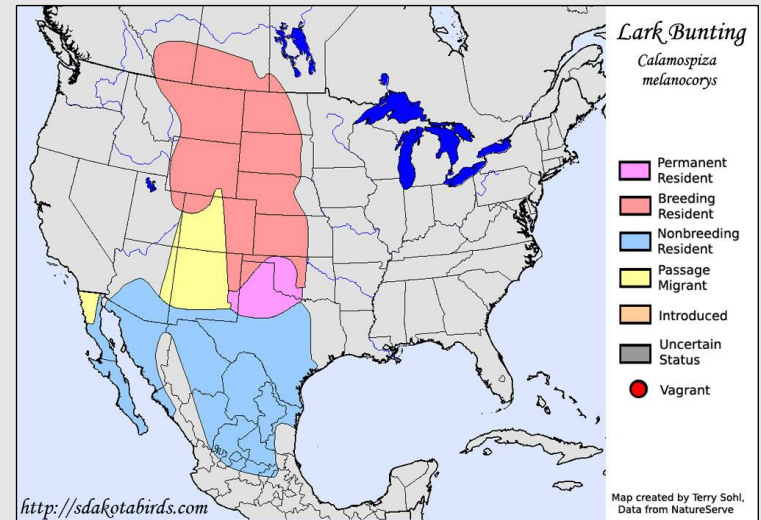 Lark Bunting
Calamospiza
melanocorys
Permanent
Resident
Breeding
Resident
Nonbreeding
Resident
Passage
Migrant
Introduced
Uncertain
Status
Vagrant
http://sdakotabirds.com
Map created by Terry Sohl,
Data from NatureServe